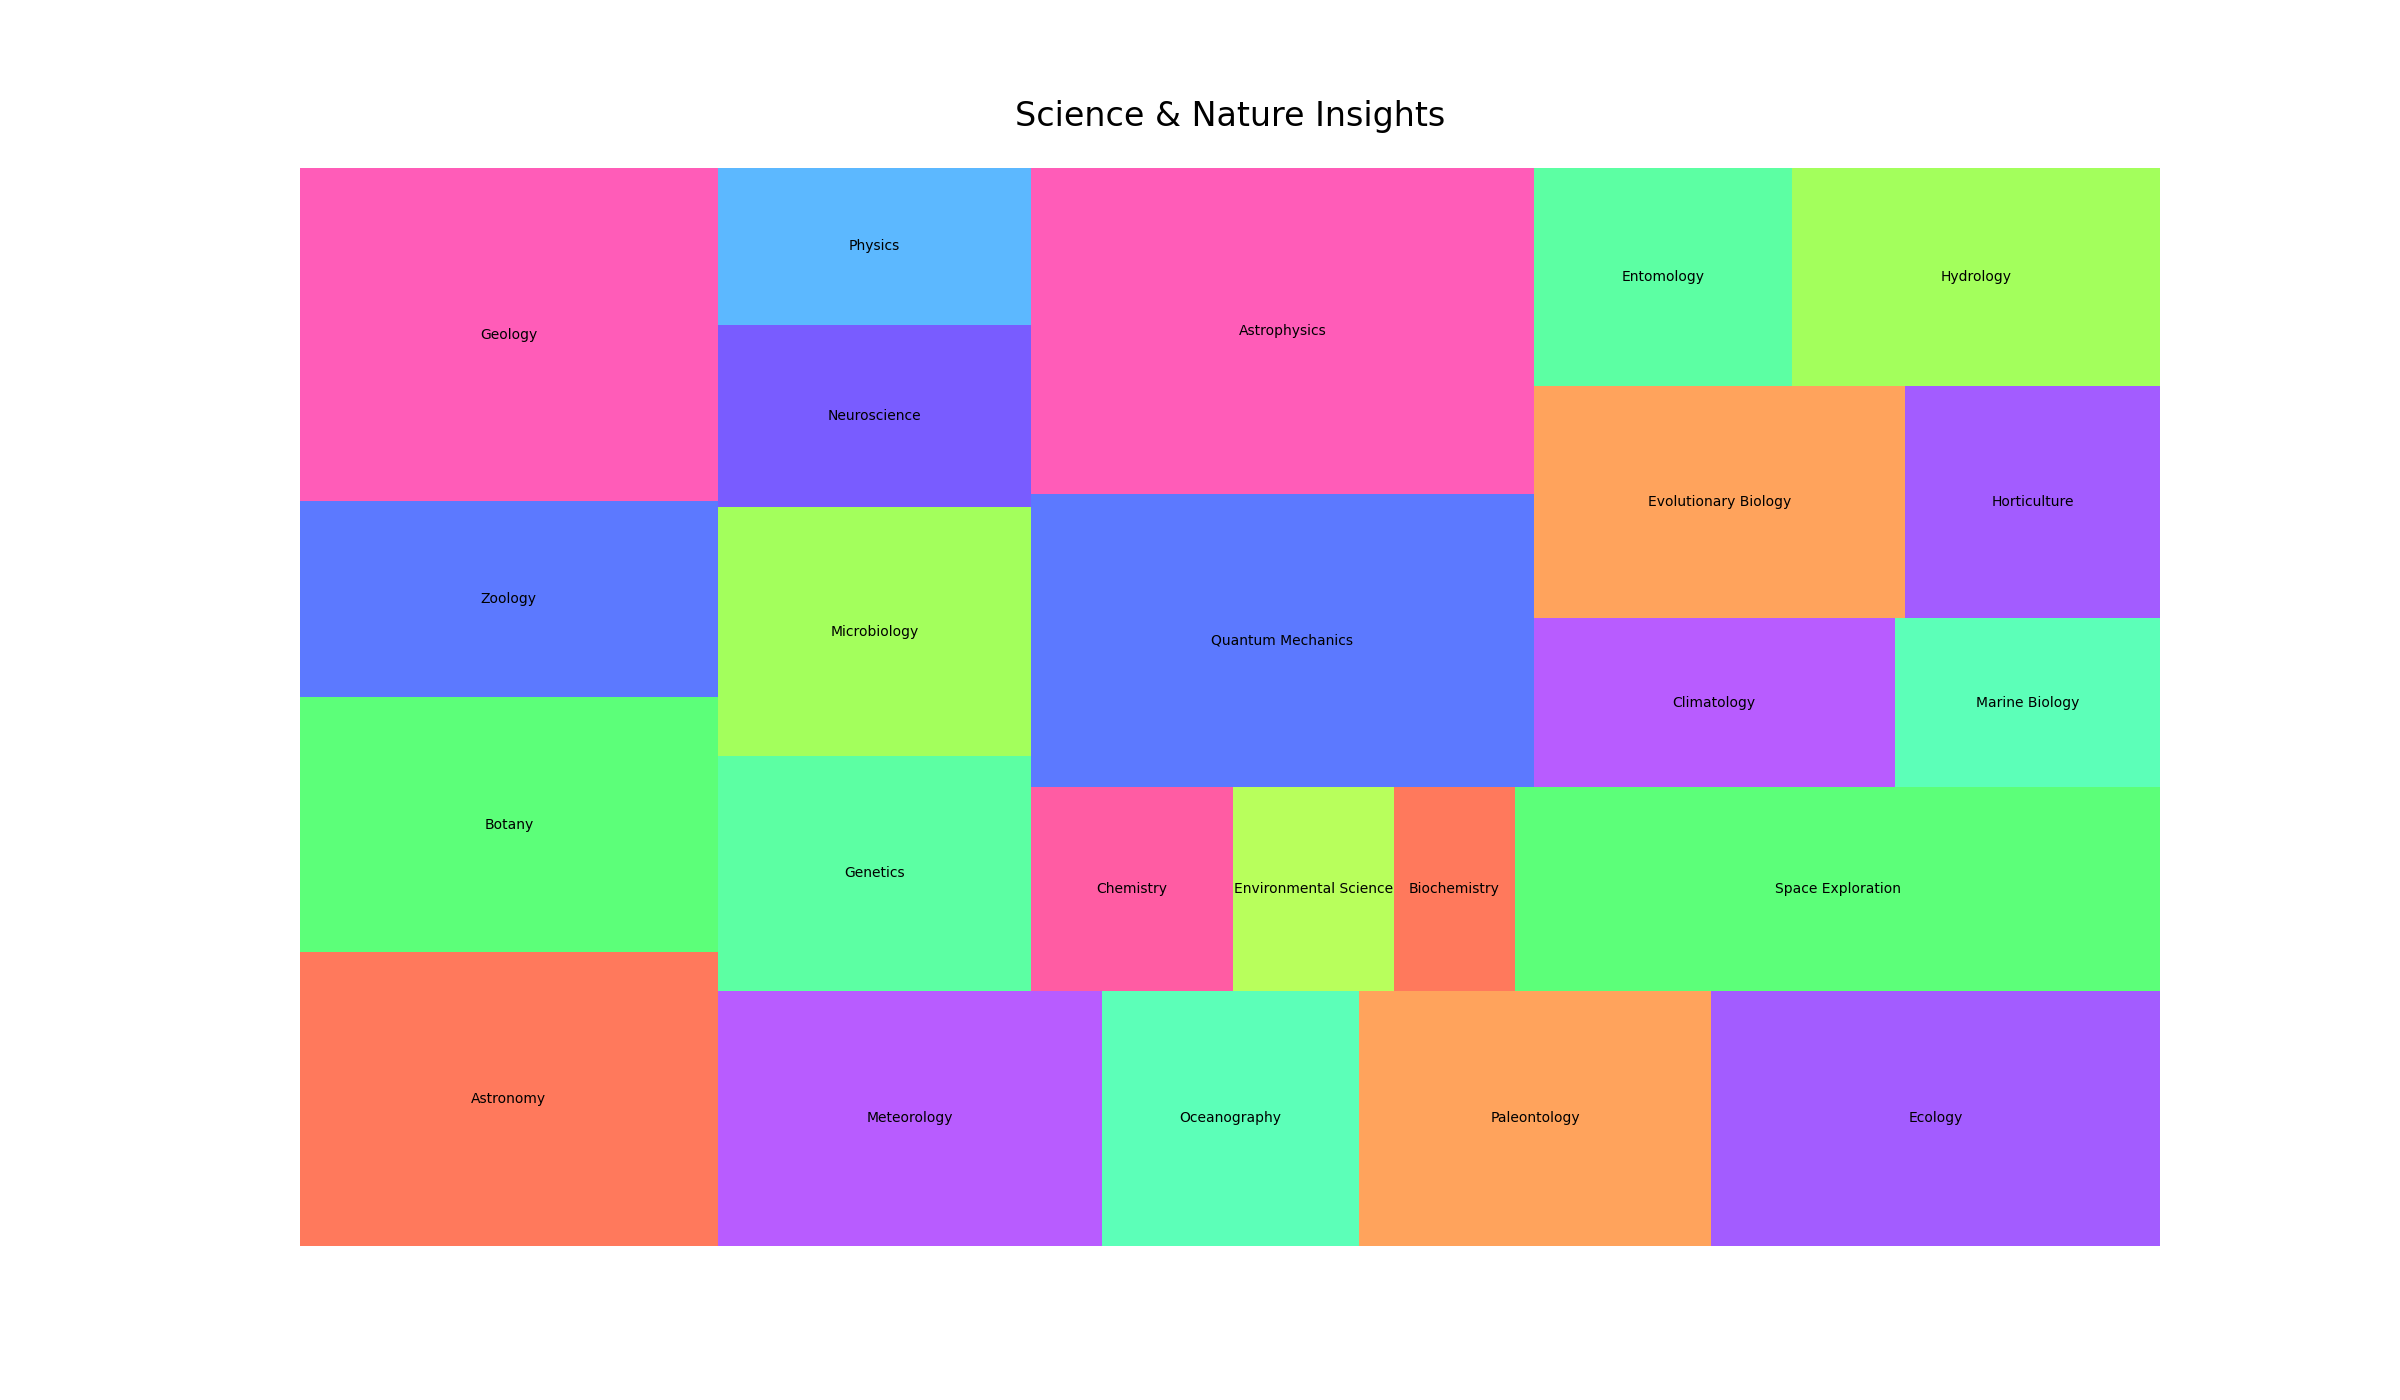 Science & Nature Insights
Geology
Physics
Astrophysics
Entomology
Hydrology
Neuroscience
Evolutionary Biology
Horticulture
Zoology
Microbiology
Quantum Mechanics
Climatology
Marine Biology
Botany
Genetics
Chemistry
Environmental Science
Biochemistry
Space Exploration
Astronomy
Meteorology
Oceanography
Paleontology
Ecology